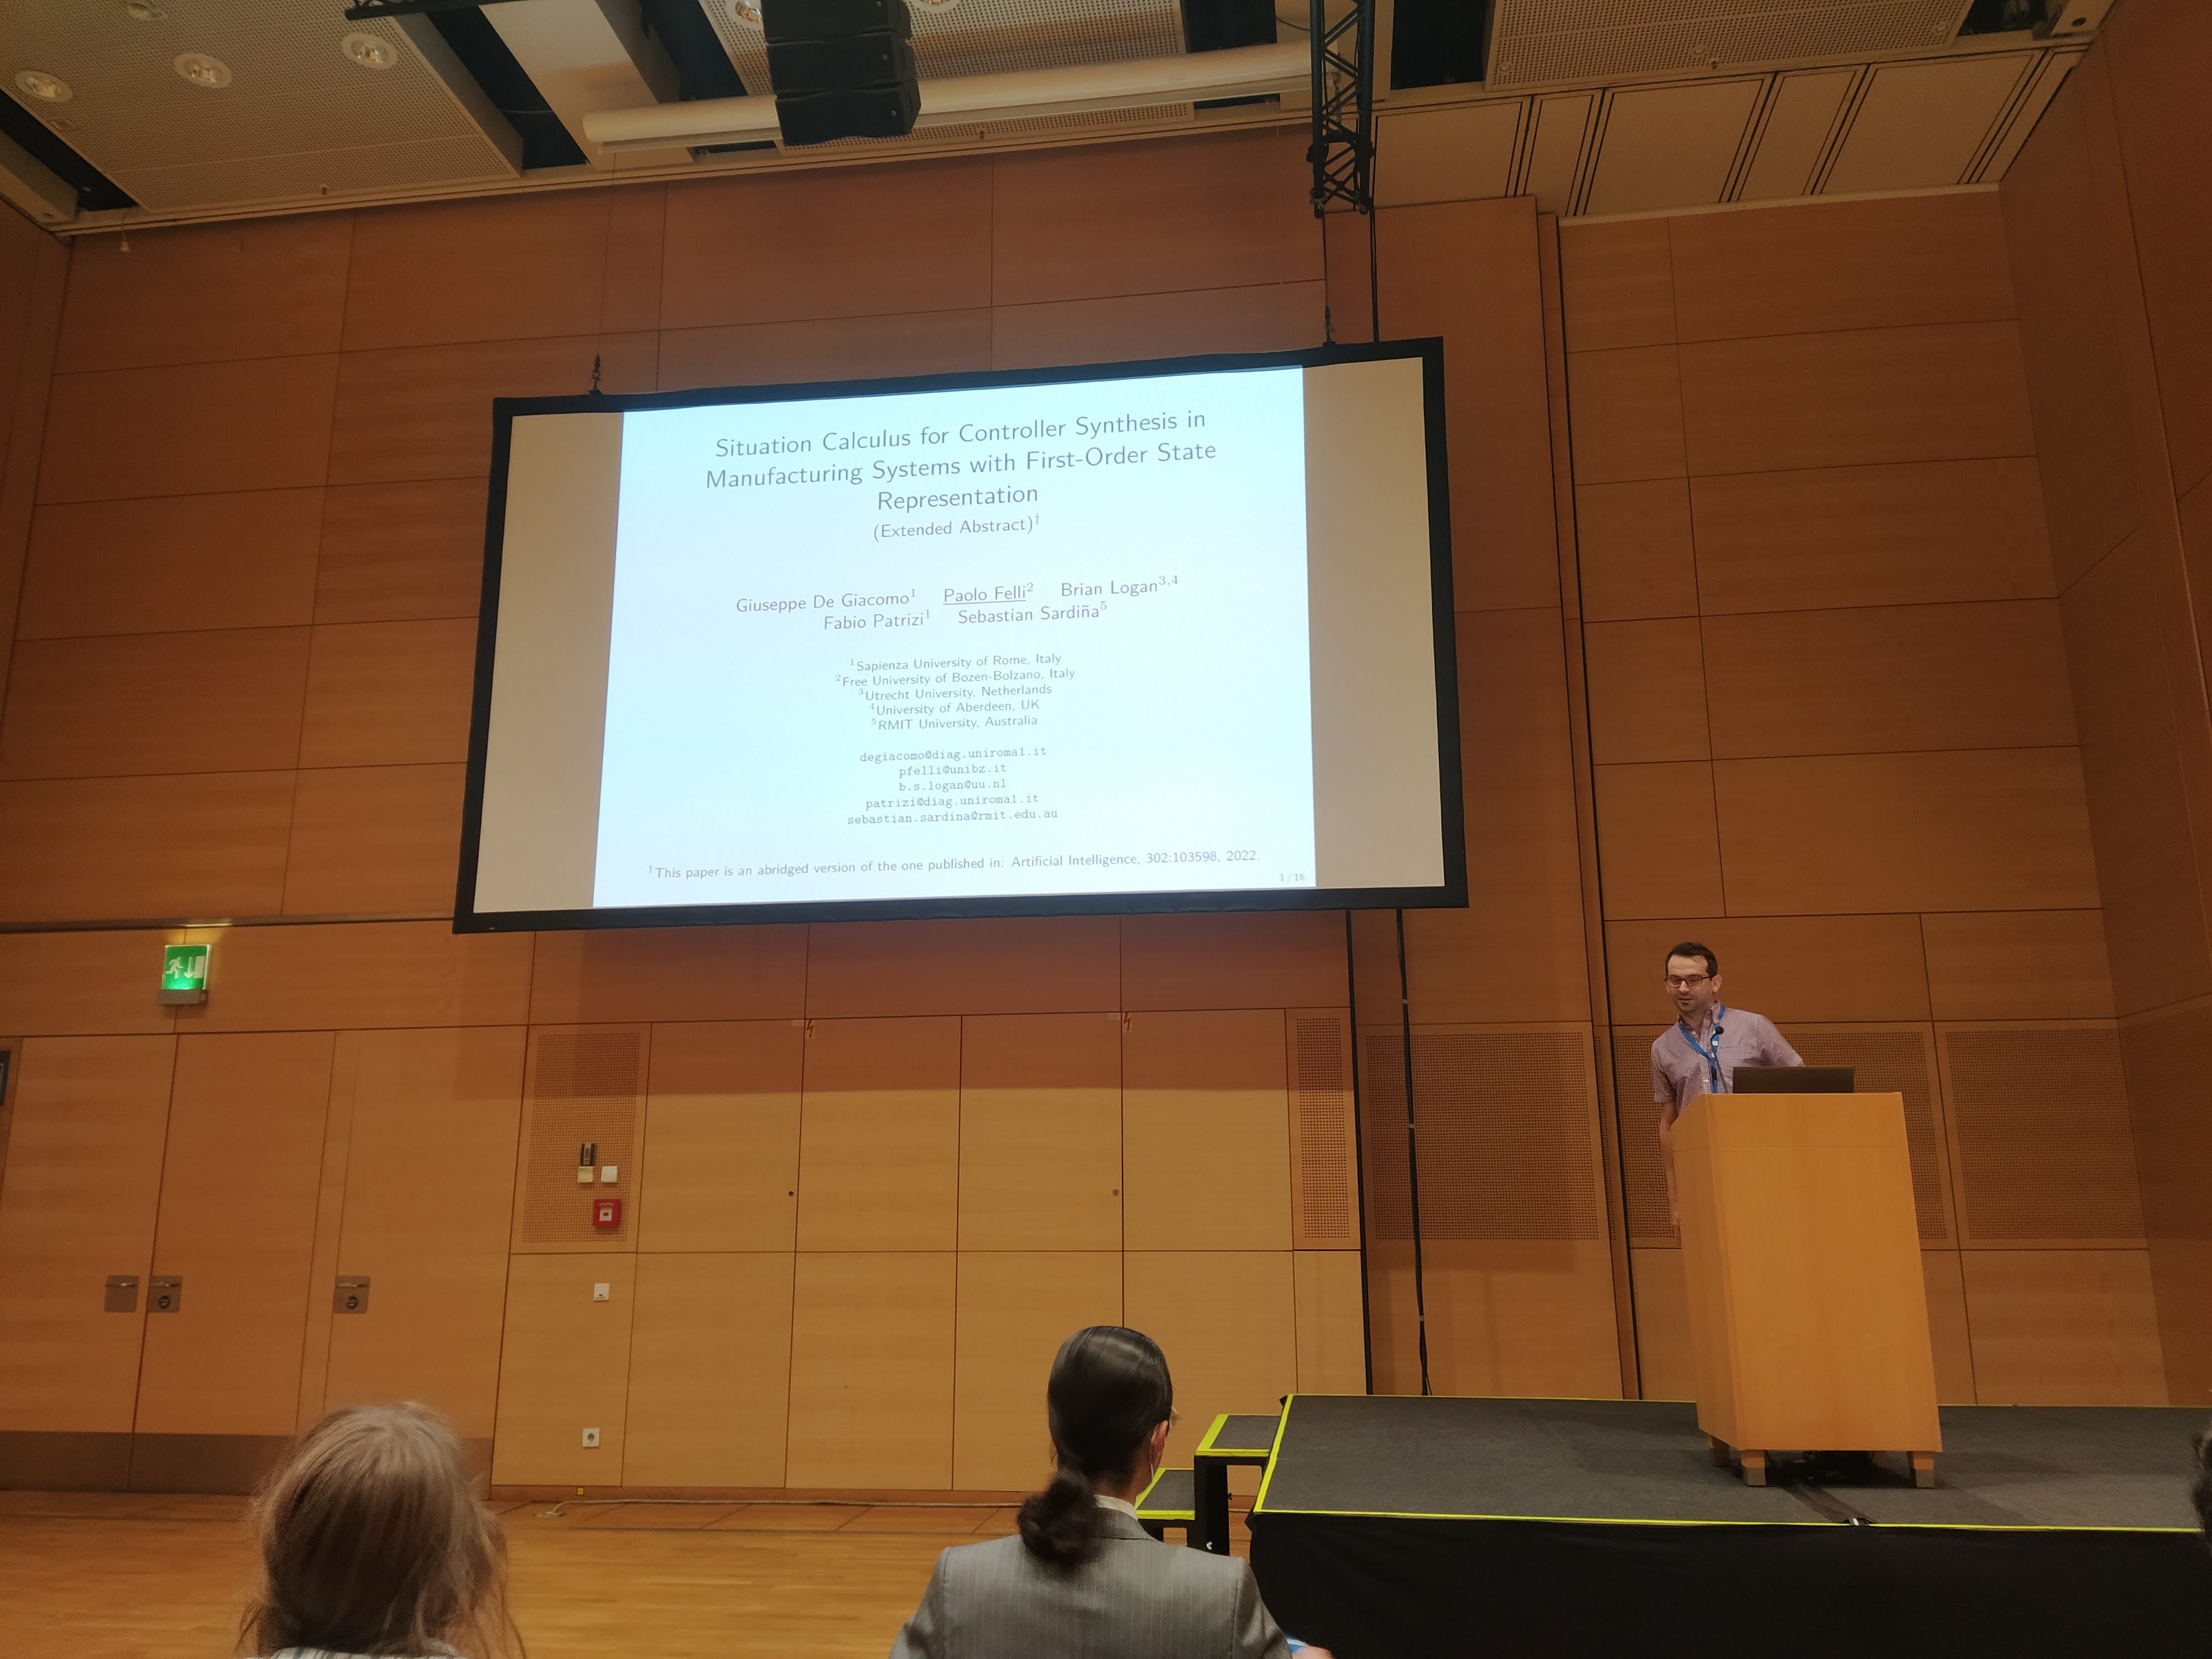 Situation Calculus for Controller Synthesis in
Manufacturing Systems with First-Order State
Representation
(Extended Abstract)†
Giuseppe De Giacomo¹ Paolo Felli² Brian Logan³,⁴
Fabio Patrizi¹ Sebastian Sardiña⁵
¹Sapienza University of Rome, Italy
²Free University of Bozen-Bolzano, Italy
³Utrecht University, Netherlands
⁴University of Aberdeen, UK
⁵RMIT University, Australia
degiacomo@diag.uniroma1.it
pfelli@unibz.it
b.s.logan@uu.nl
patrizi@diag.uniroma1.it
sebastian.sardina@rmit.edu.au
†This paper is an abridged version of the one published in: Artificial Intelligence, 302:103598, 2022.
1 / 16